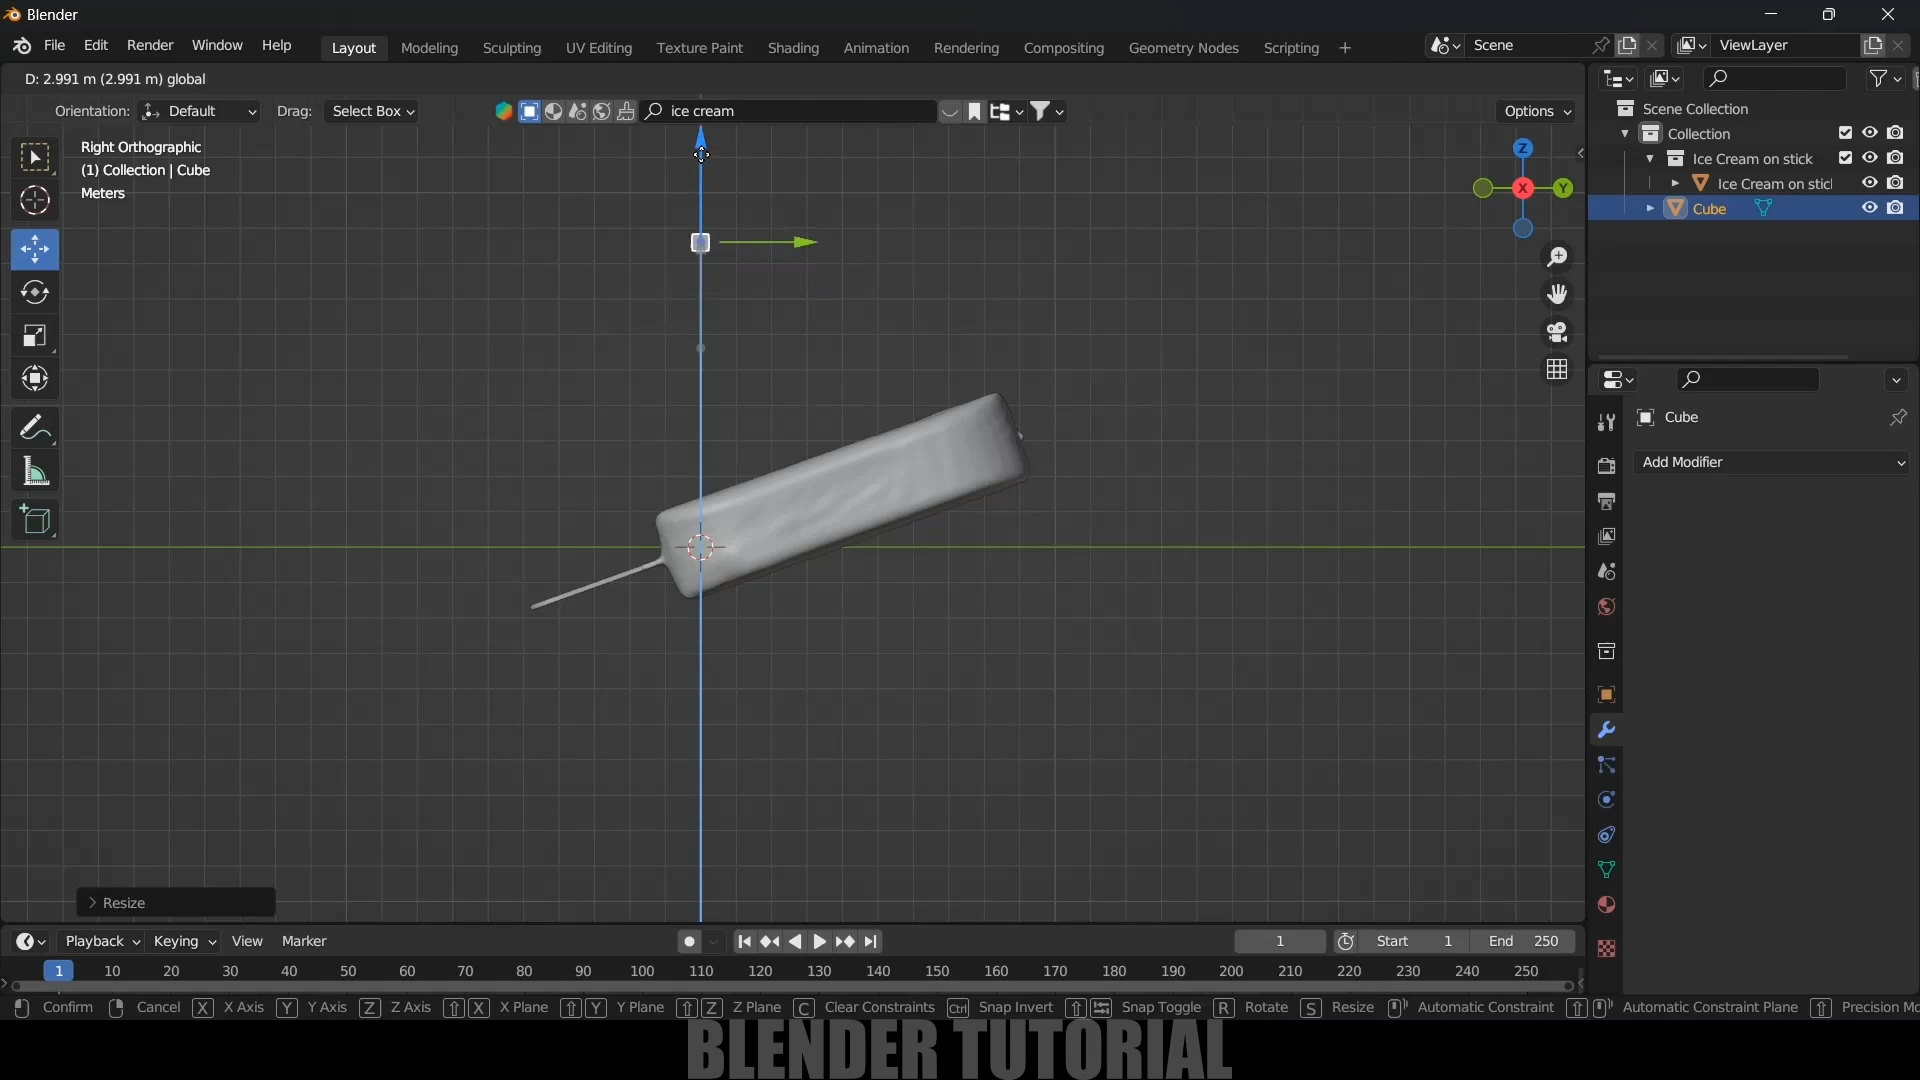 Blender
File Edit Render Window Help Layout Modeling Sculpting UV Editing Texture Paint Shading Animation Rendering Compositing Geometry Nodes Scripting + Scene ViewLayer
D: 2.991 m (2.991 m) global
Orientation: Default Drag: Select Box ice cream Options
Right Orthographic
(1) Collection | Cube
Meters
Z
X
Y
Scene Collection
Collection
Ice Cream on stick
Ice Cream on sticl
Cube
Cube
Add Modifier
> Resize
Playback Keying View Marker 1 Start 1 End 250
1 10 20 30 40 50 60 70 80 90 100 110 120 130 140 150 160 170 180 190 200 210 220 230 240 250
Confirm Cancel X X Axis Y Y Axis Z Z Axis X X Plane Y Y Plane Z Z Plane C Clear Constraints Ctrl Snap Invert Snap Toggle R Rotate S Resize Automatic Constraint Automatic Constraint Plane Precision Mo
BLENDER TUTORIAL